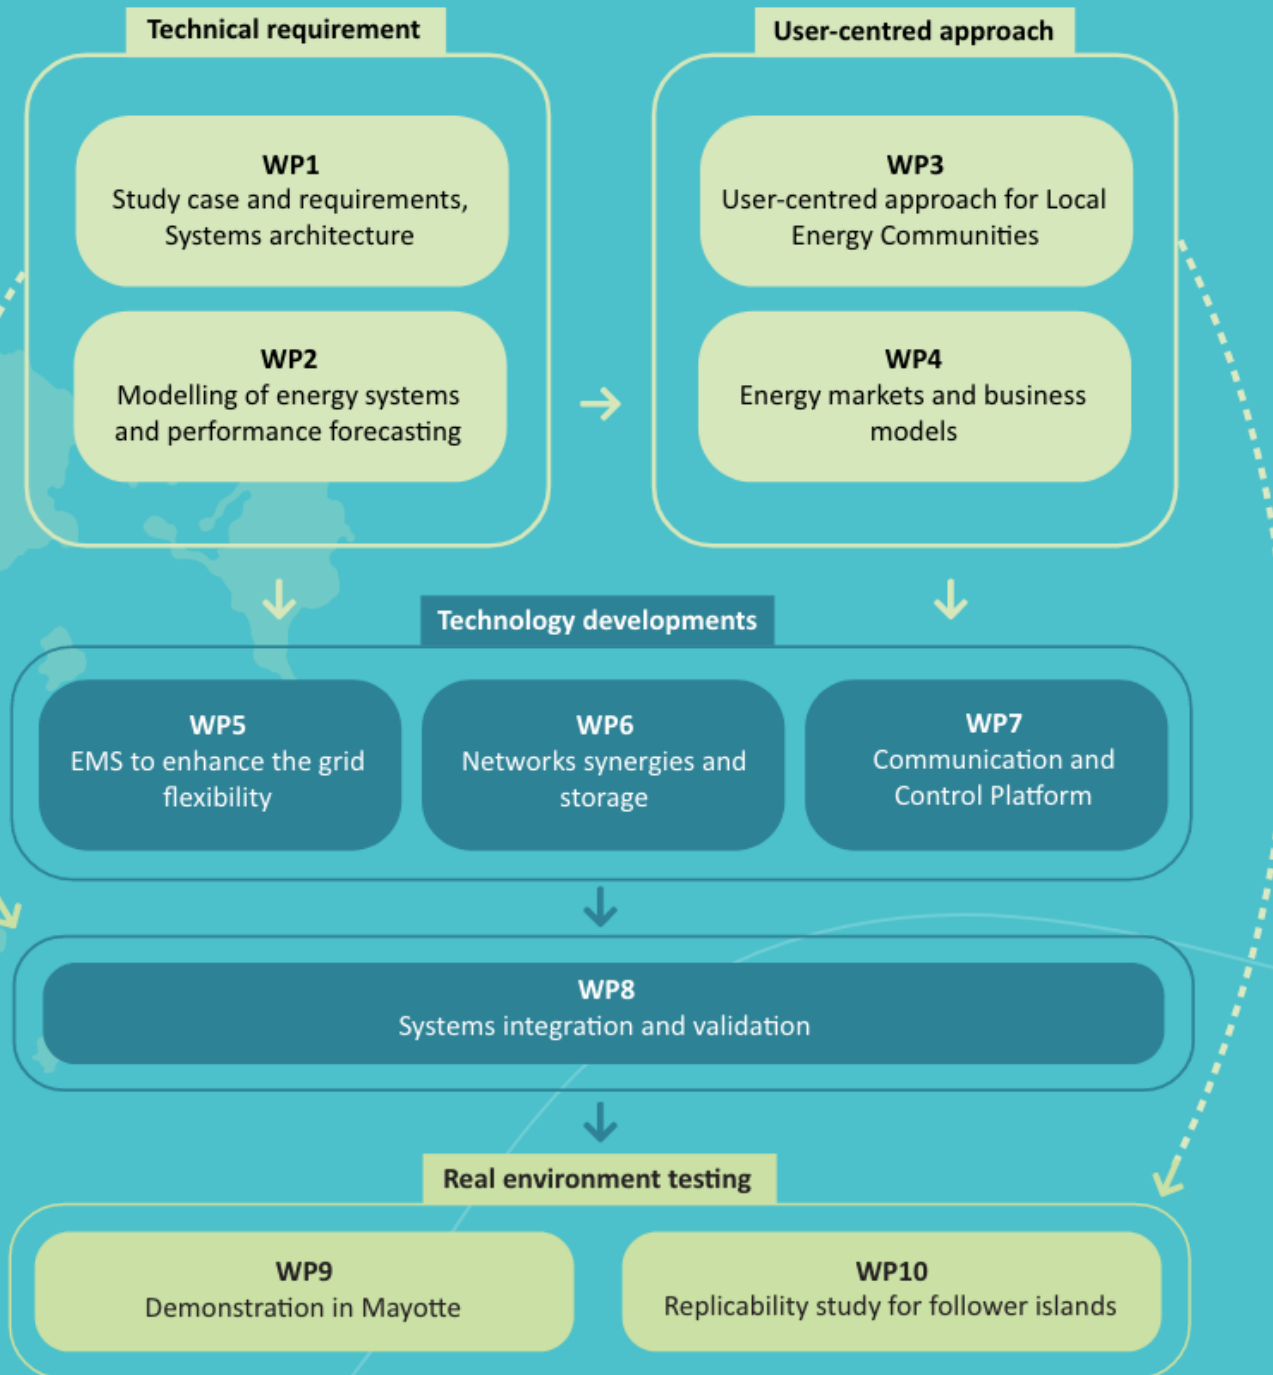 Technical requirement
WP1
Study case and requirements,
Systems architecture
WP2
Modelling of energy systems
and performance forecasting
User-centred approach
WP3
User-centred approach for Local
Energy Communities
WP4
Energy markets and business
models
Technology developments
WP5
EMS to enhance the grid
flexibility
WP6
Networks synergies and
storage
WP7
Communication and
Control Platform
WP8
Systems integration and validation
Real environment testing
WP9
Demonstration in Mayotte
WP10
Replicability study for follower islands